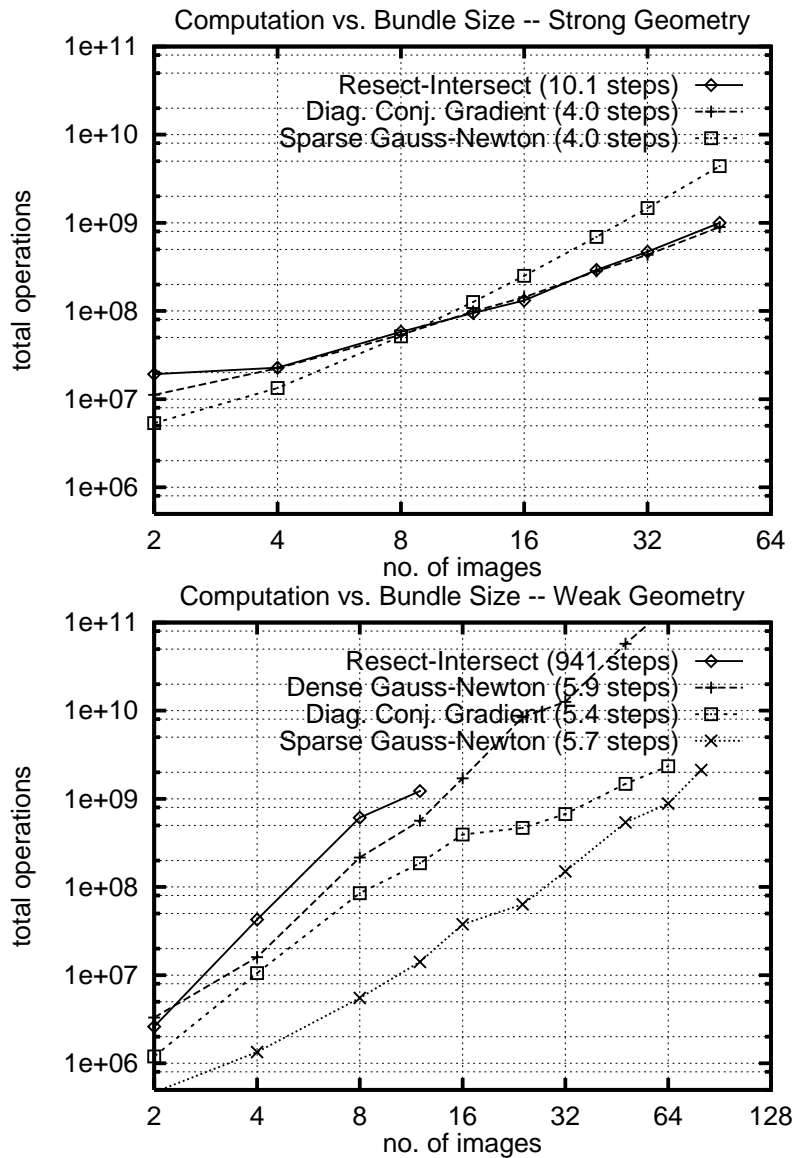 Computation vs. Bundle Size -- Strong Geometry
1e+11
1e+10
1e+09
1e+08
1e+07
1e+06
total operations
Resect-Intersect (10.1 steps)
Diag. Conj. Gradient (4.0 steps)
Sparse Gauss-Newton (4.0 steps)
2 4 8 16 32 64
no. of images
Computation vs. Bundle Size -- Weak Geometry
1e+11
1e+10
1e+09
1e+08
1e+07
1e+06
total operations
Resect-Intersect (941 steps)
Dense Gauss-Newton (5.9 steps)
Diag. Conj. Gradient (5.4 steps)
Sparse Gauss-Newton (5.7 steps)
2 4 8 16 32 64 128
no. of images